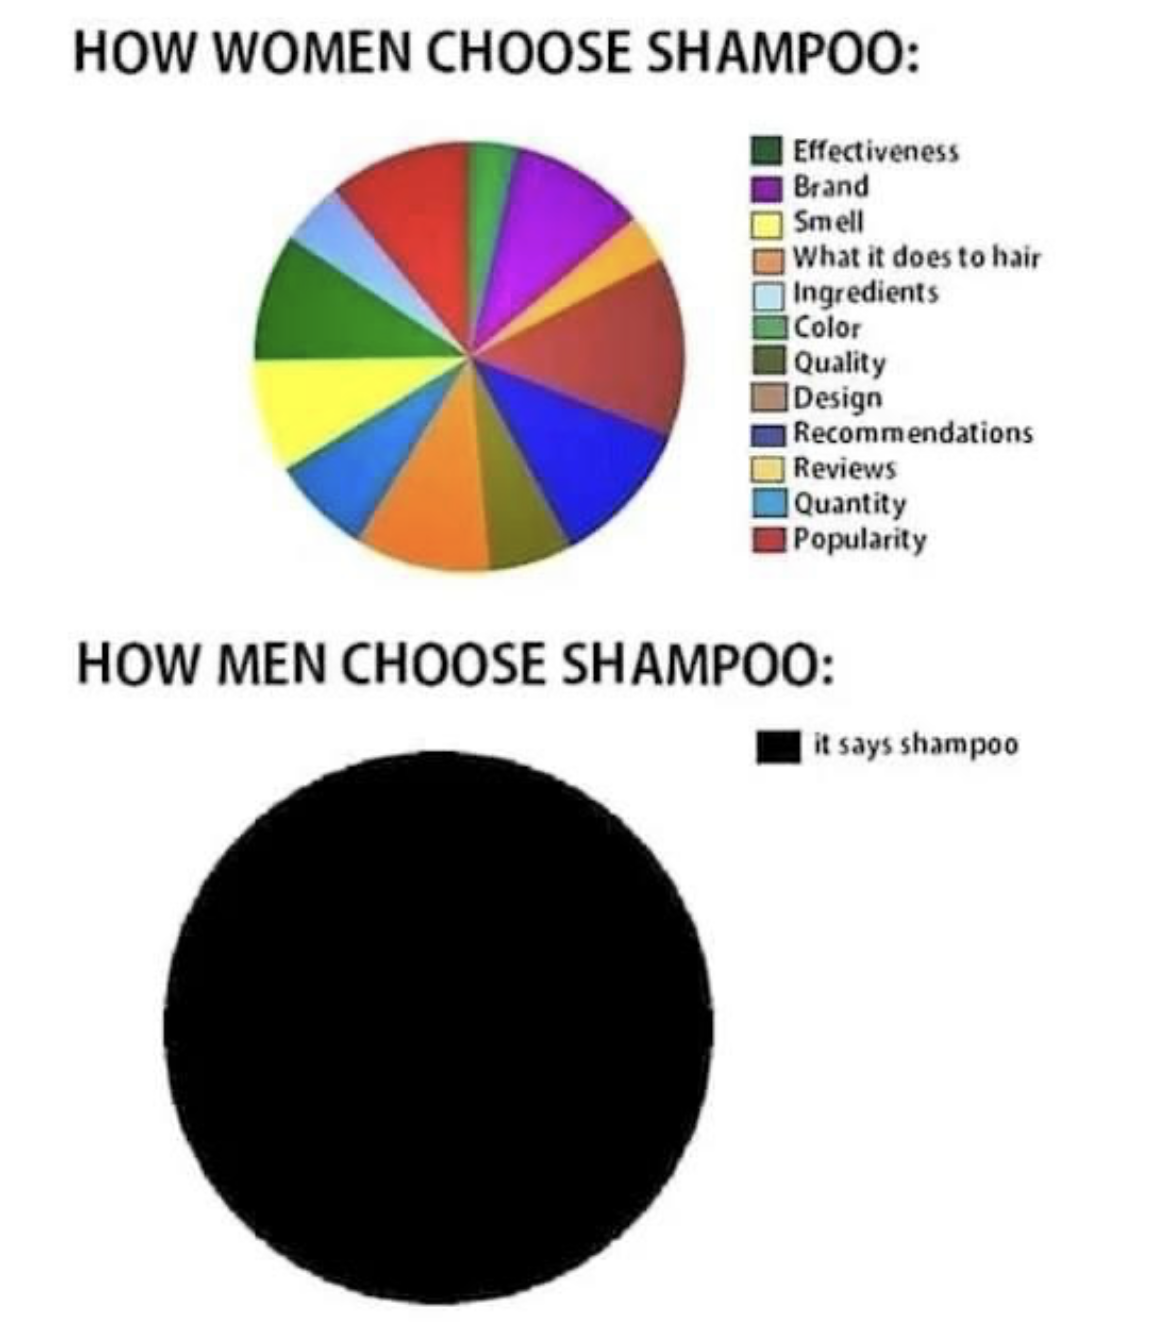 HOW WOMEN CHOOSE SHAMPOO:
Effectiveness
Brand
Smell
What it does to hair
Ingredients
Color
Quality
Design
Recommendations
Reviews
Quantity
Popularity
HOW MEN CHOOSE SHAMPOO:
it says shampoo